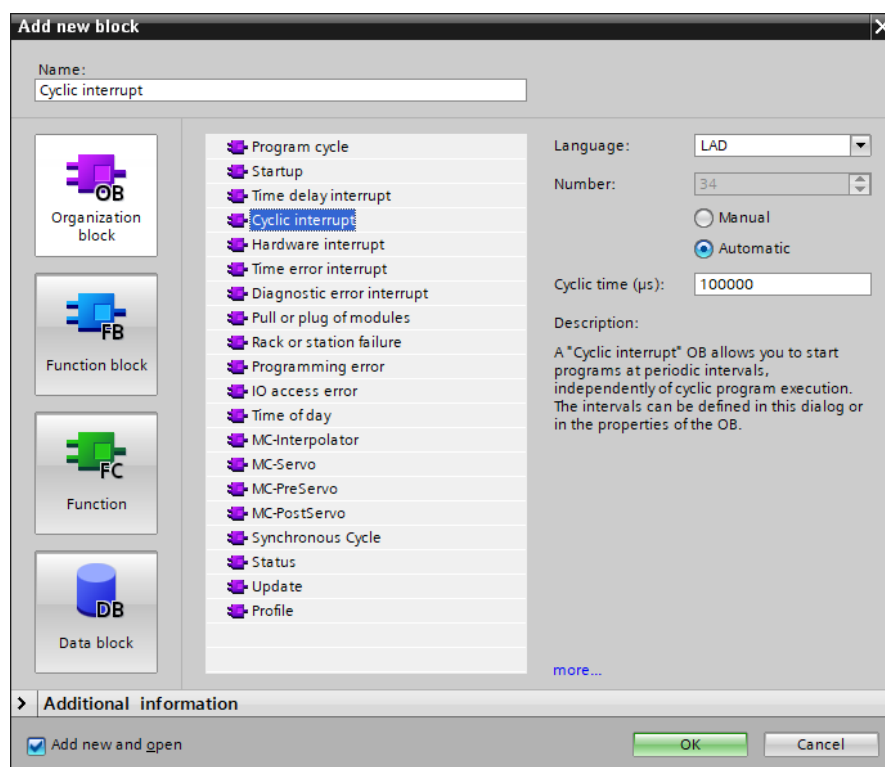 Add new block
Name:
Cyclic interrupt
OB
Organization
block
FB
Function block
FC
Function
DB
Data block
Program cycle
Startup
Time delay interrupt
Cyclic interrupt
Hardware interrupt
Time error interrupt
Diagnostic error interrupt
Pull or plug of modules
Rack or station failure
Programming error
IO access error
Time of day
MC-Interpolator
MC-Servo
MC-PreServo
MC-PostServo
Synchronous Cycle
Status
Update
Profile
Language: LAD
Number: 34
Manual
Automatic
Cyclic time (µs): 100000
Description:
A "Cyclic interrupt" OB allows you to start
programs at periodic intervals,
independently of cyclic program execution.
The intervals can be defined in this dialog or
in the properties of the OB.
more...
Additional information
Add new and open
OK Cancel